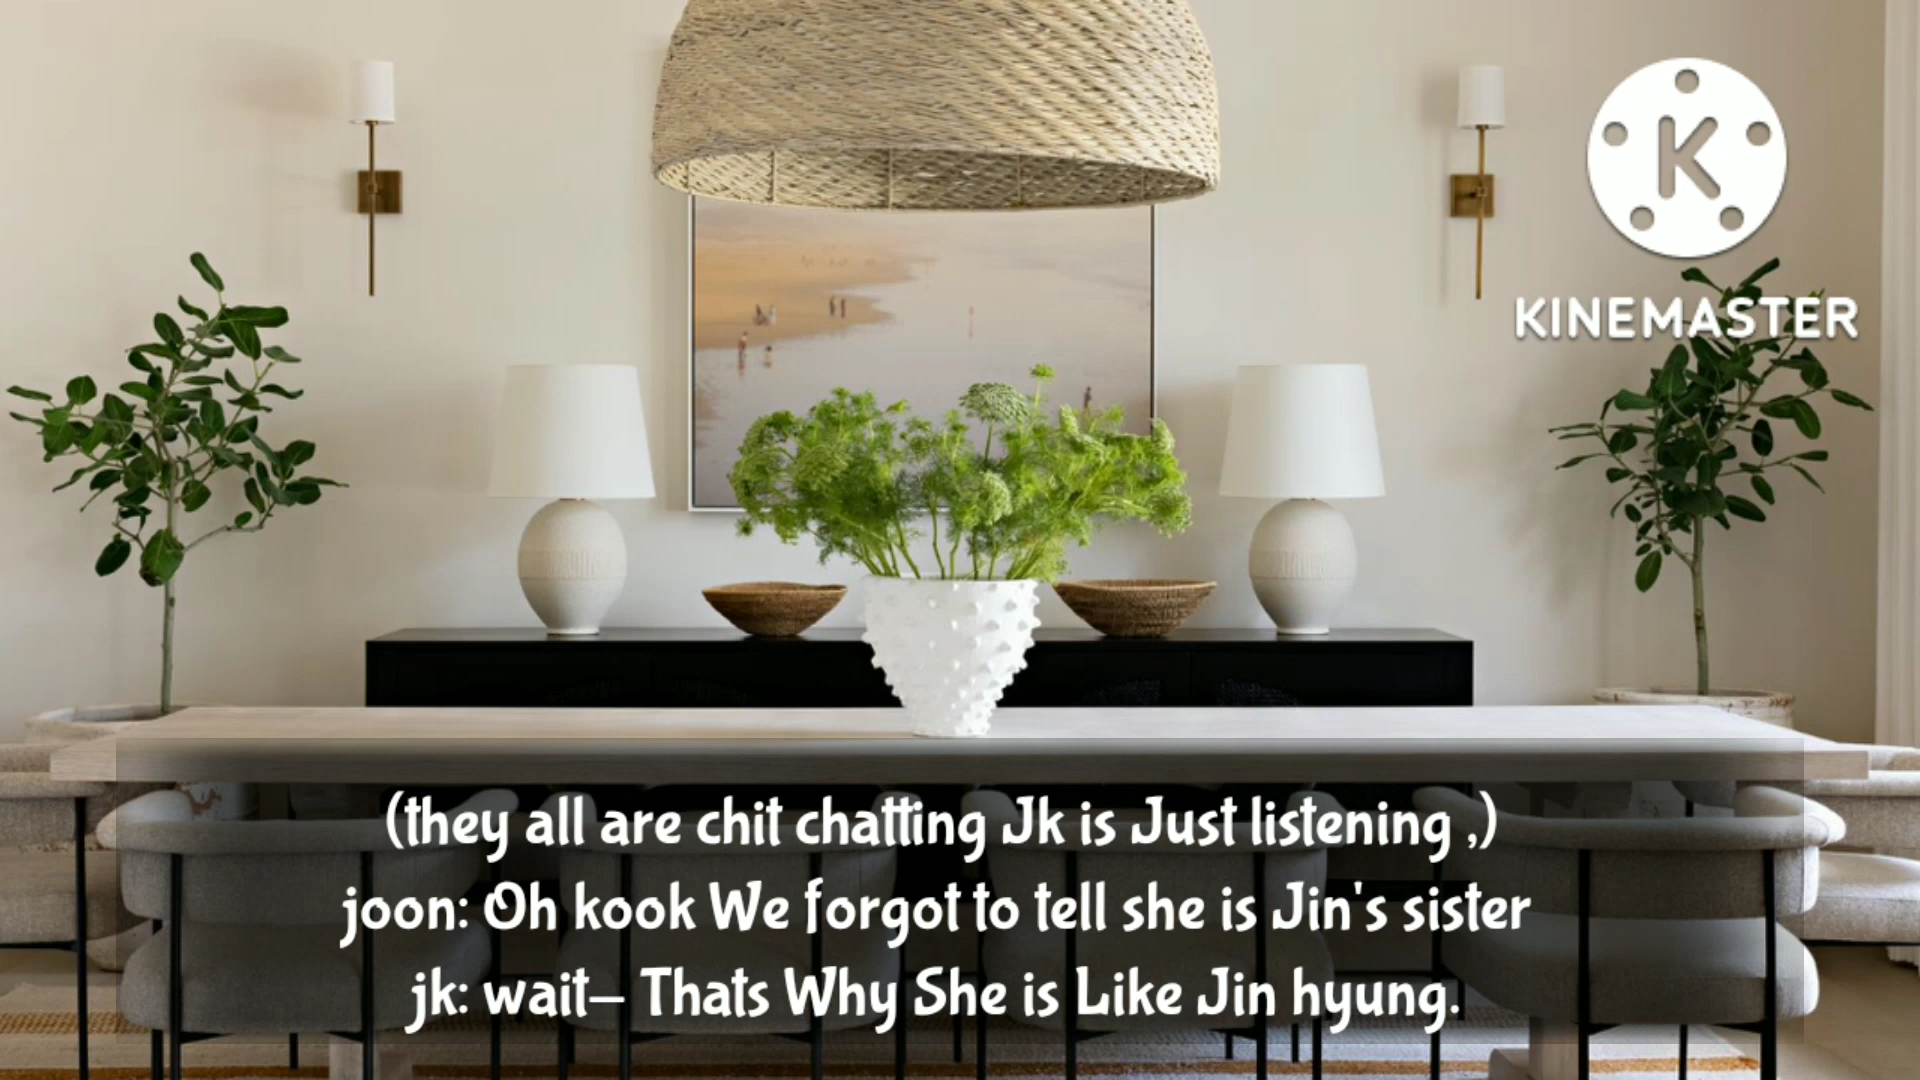 K
KINEMASTER
(they all are chit chatting Jk is Just listening ,)
joon: Oh kook We forgot to tell she is Jin's sister
jk: wait– Thats Why She is Like Jin hyung.